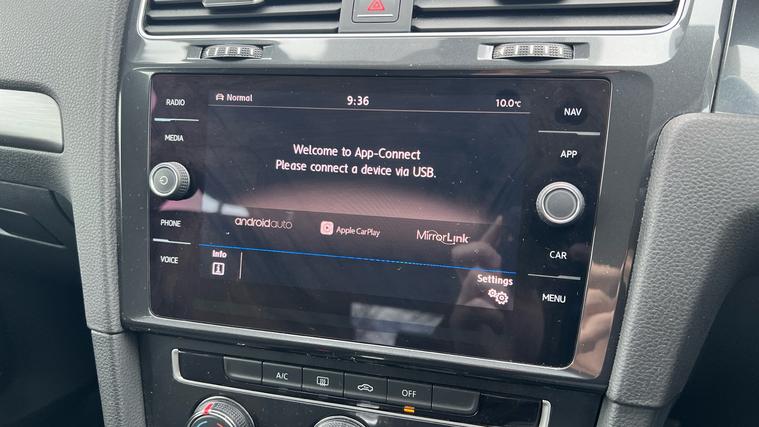 RADIO
MEDIA
PHONE
VOICE
Normal
9:36
10.0°C
Welcome to App-Connect
Please connect a device via USB.
androidauto
Apple CarPlay
MirrorLink
Info
Settings
NAV
APP
CAR
MENU
A/C
OFF